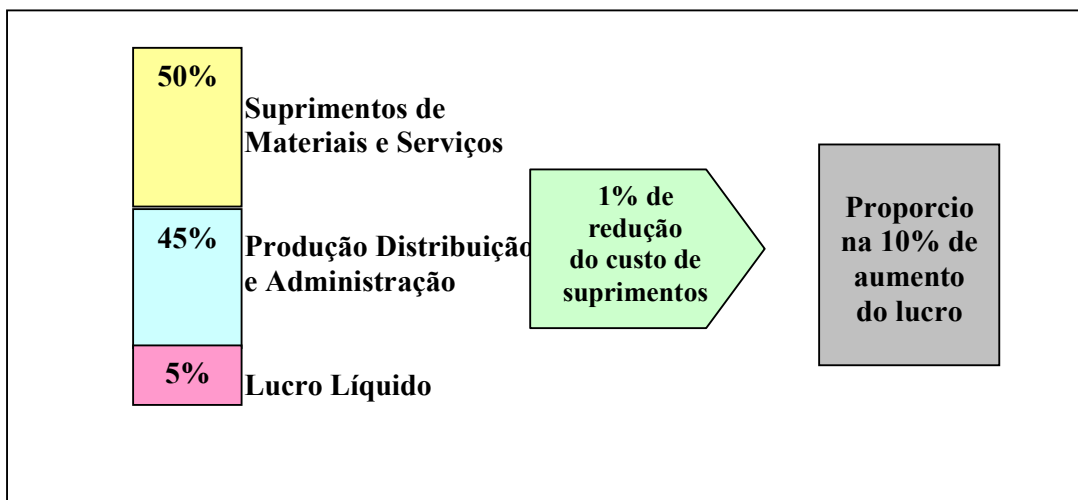 50%
Suprimentos de
Materiais e Serviços
45%
Produção Distribuição
e Administração
5%
Lucro Líquido
1% de
redução
do custo de
suprimentos
Proporcio
na 10% de
aumento
do lucro